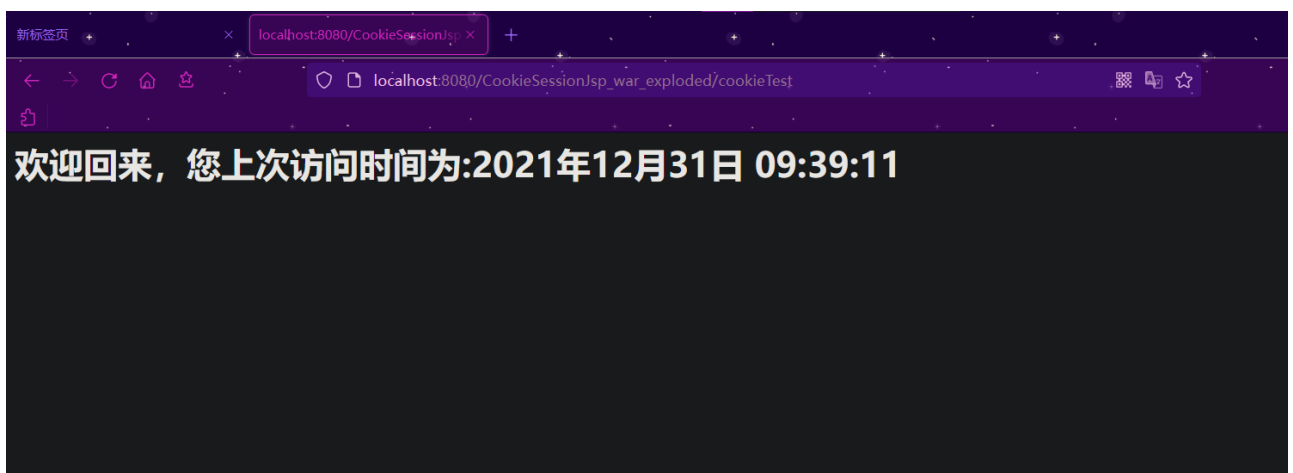 新标签页
localhost:8080/CookieSessionJsp
localhost:8080/CookieSessionJsp_war_exploded/cookieTest
欢迎回来，您上次访问时间为:2021年12月31日 09:39:11